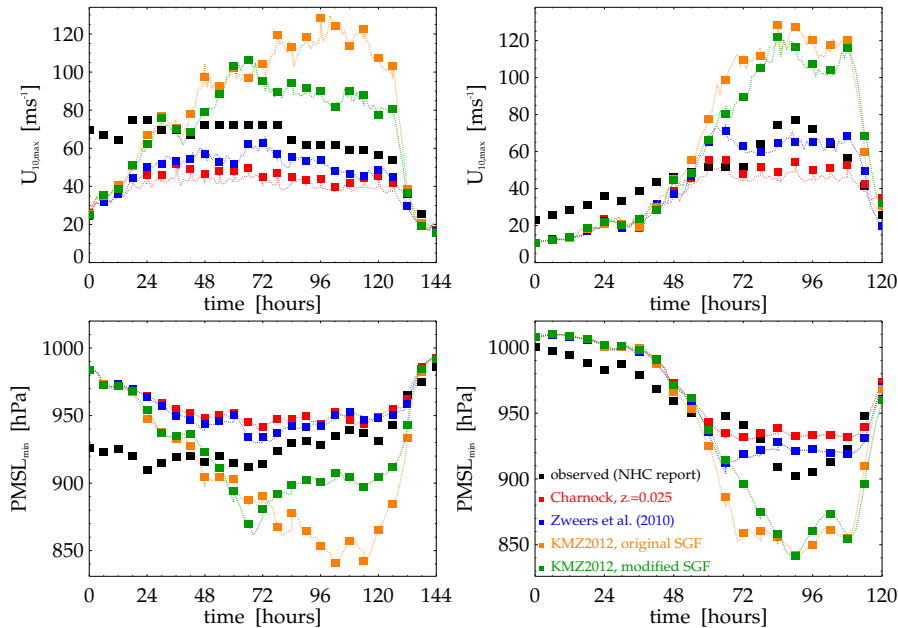 120
100
80
60
40
20
0
U10,max [ms-1]
0 24 48 72 96 120 144
time [hours]
120
100
80
60
40
20
0
U10,max [ms-1]
0 24 48 72 96 120
time [hours]
1000
950
900
850
PMSLmin [hPa]
0 24 48 72 96 120 144
time [hours]
1000
950
900
850
PMSLmin [hPa]
observed (NHC report)
Charnock, z*=0.025
Zweers et al. (2010)
KMZ2012, original SGF
KMZ2012, modified SGF
0 24 48 72 96 120
time [hours]